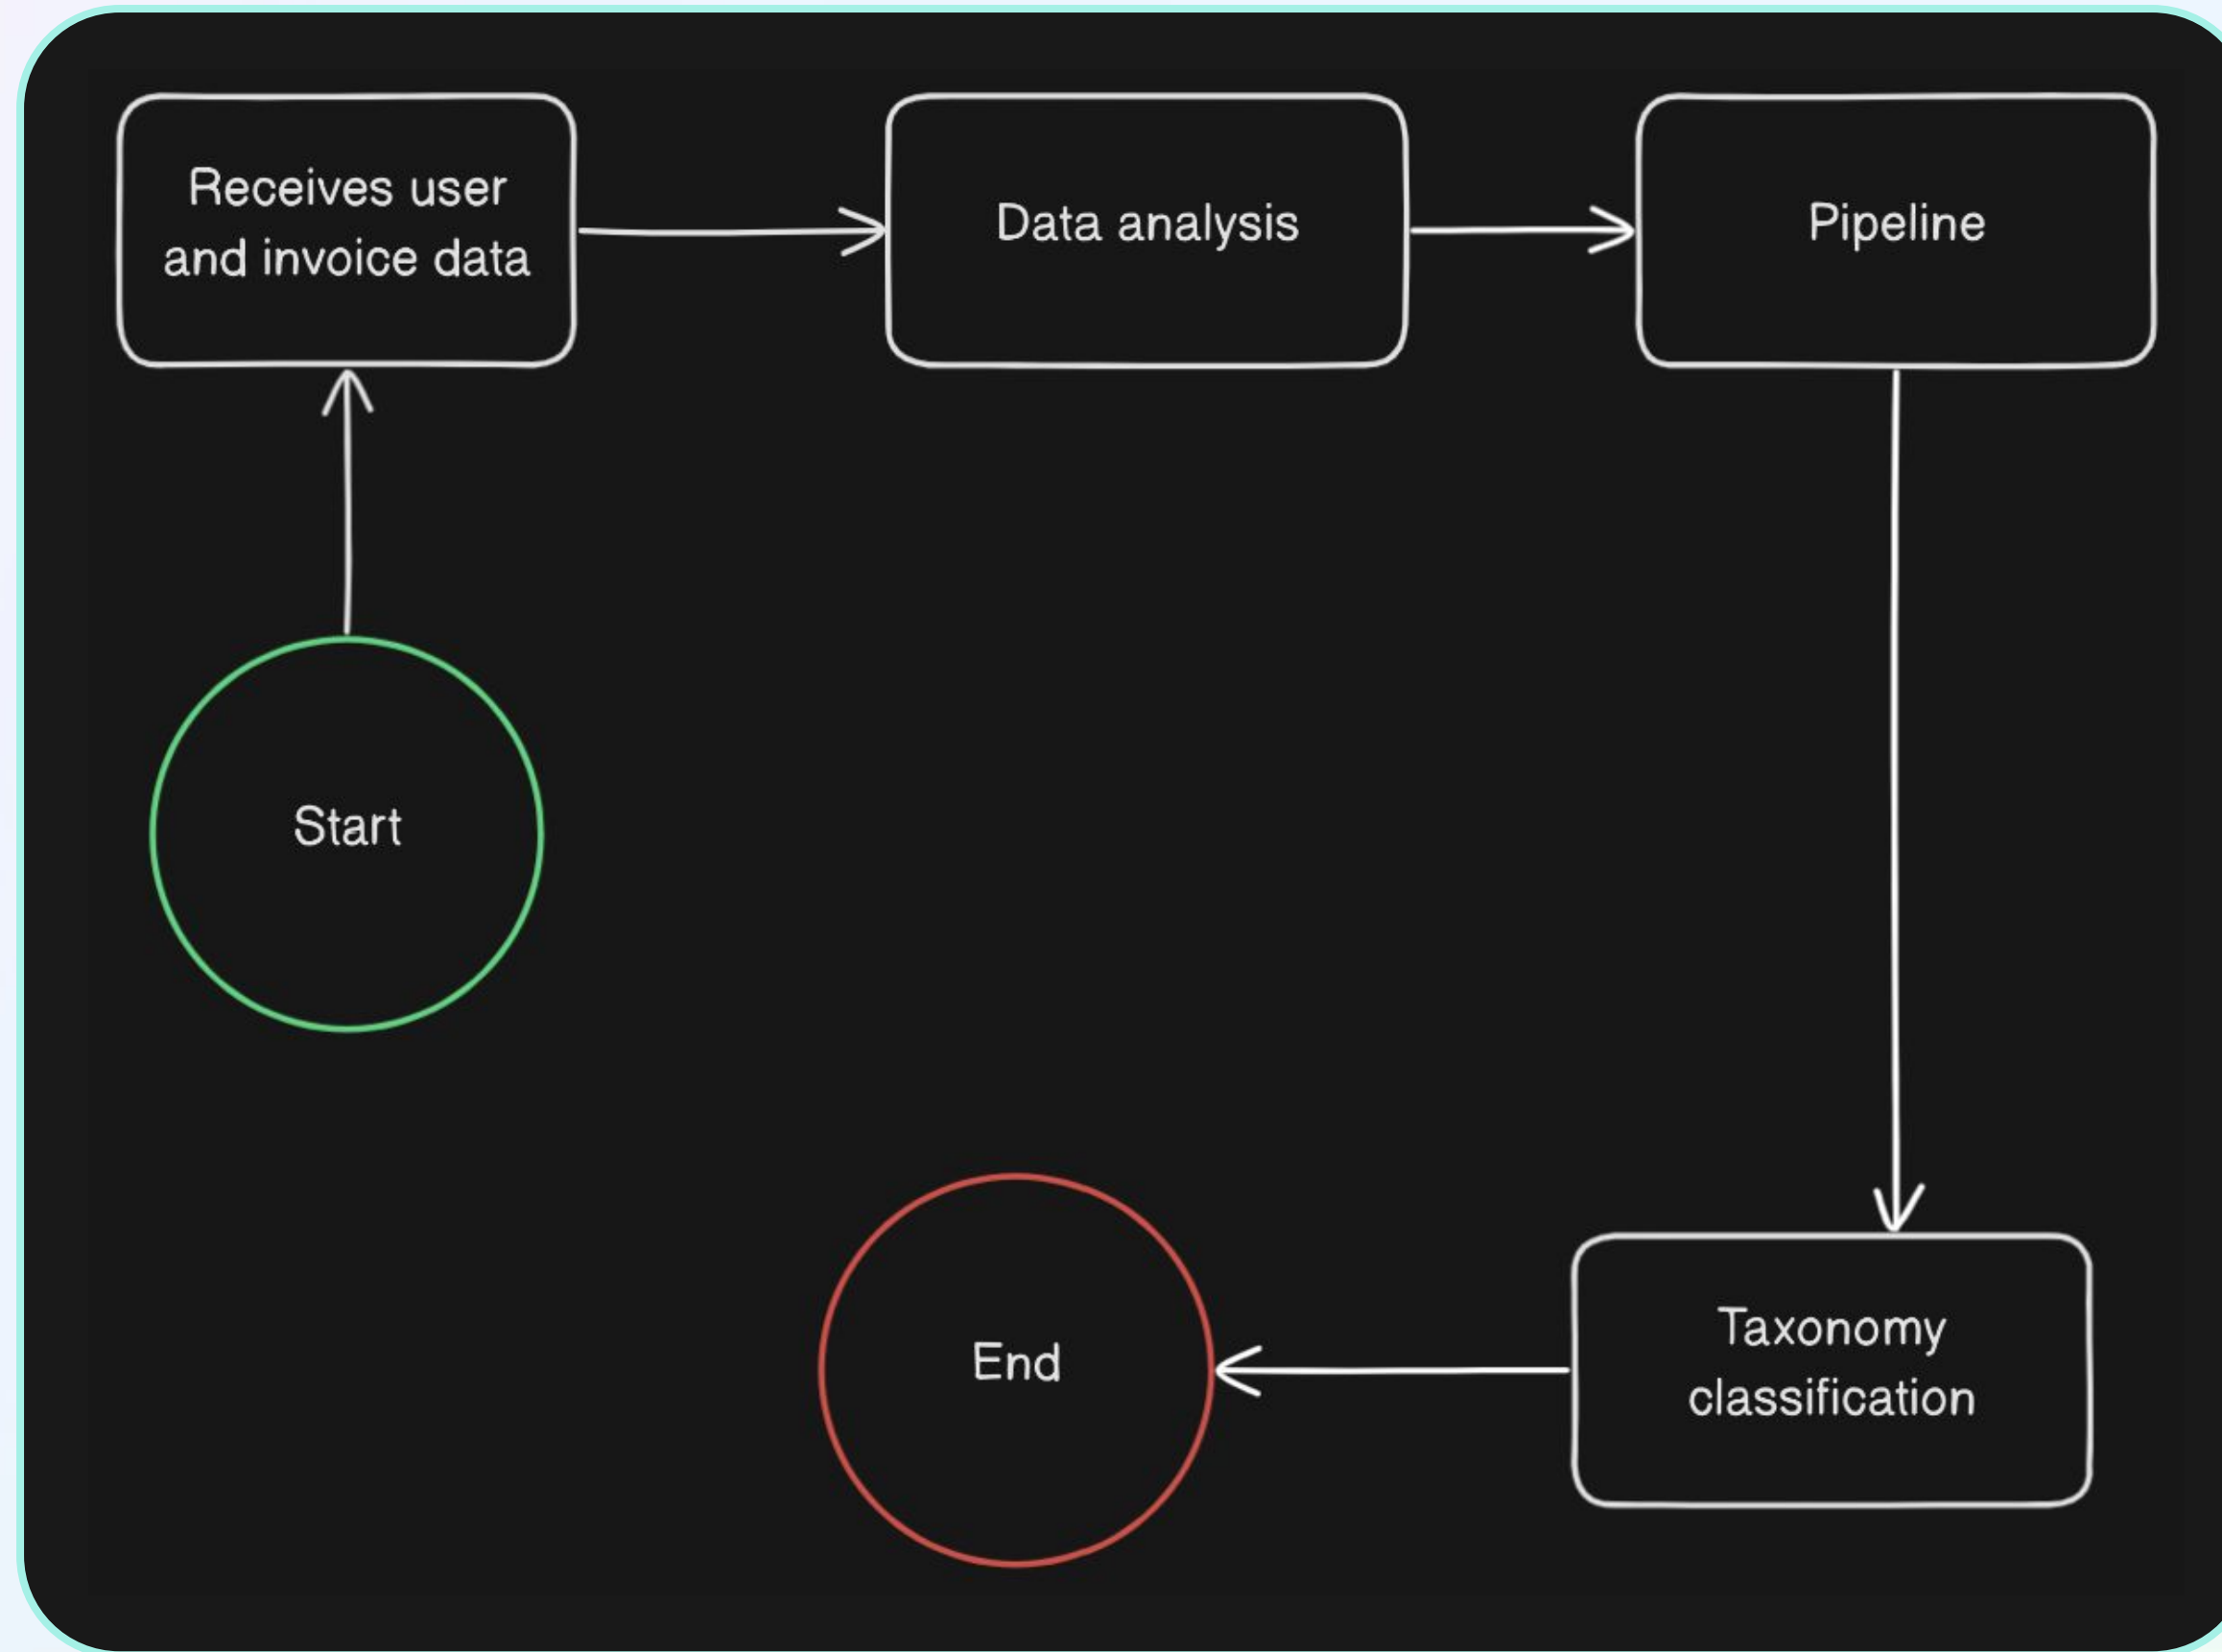 Receives user
and invoice data
Data analysis
Pipeline
Start
End
Taxonomy
classification